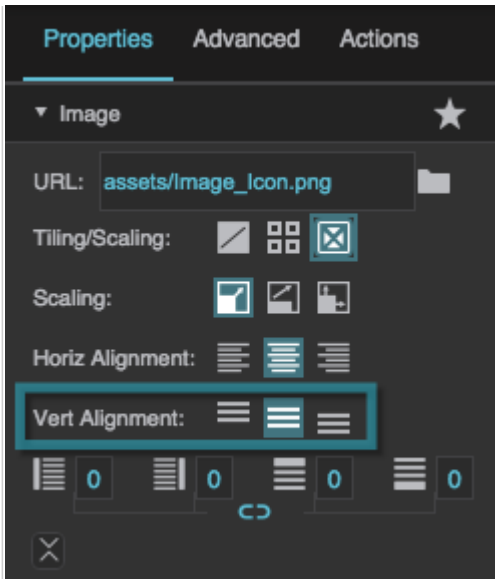 Properties Advanced Actions
Image
URL: assets/Image_Icon.png
Tiling/Scaling:
Scaling:
Horiz Alignment:
Vert Alignment:
0 0 0 0